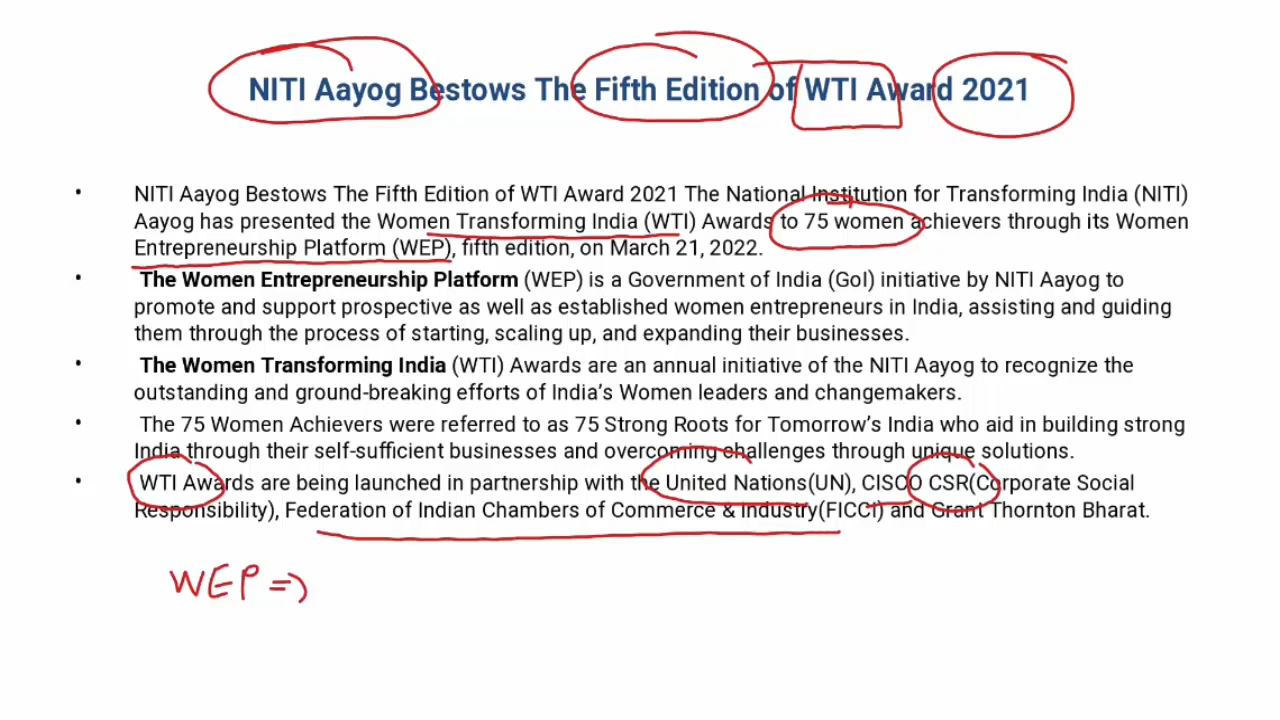 NITI Aayog Bestows The Fifth Edition of WTI Award 2021
• NITI Aayog Bestows The Fifth Edition of WTI Award 2021 The National Institution for Transforming India (NITI)
Aayog has presented the Women Transforming India (WTI) Awards to 75 women achievers through its Women
Entrepreneurship Platform (WEP), fifth edition, on March 21, 2022.
• The Women Entrepreneurship Platform (WEP) is a Government of India (GoI) initiative by NITI Aayog to
promote and support prospective as well as established women entrepreneurs in India, assisting and guiding
them through the process of starting, scaling up, and expanding their businesses.
• The Women Transforming India (WTI) Awards are an annual initiative of the NITI Aayog to recognize the
outstanding and ground-breaking efforts of India's Women leaders and changemakers.
• The 75 Women Achievers were referred to as 75 Strong Roots for Tomorrow's India who aid in building strong
India through their self-sufficient businesses and overcoming challenges through unique solutions.
• WTI Awards are being launched in partnership with the United Nations(UN), CISCO CSR(Corporate Social
Responsibility), Federation of Indian Chambers of Commerce & Industry(FICCI) and Grant Thornton Bharat.
WEP =>